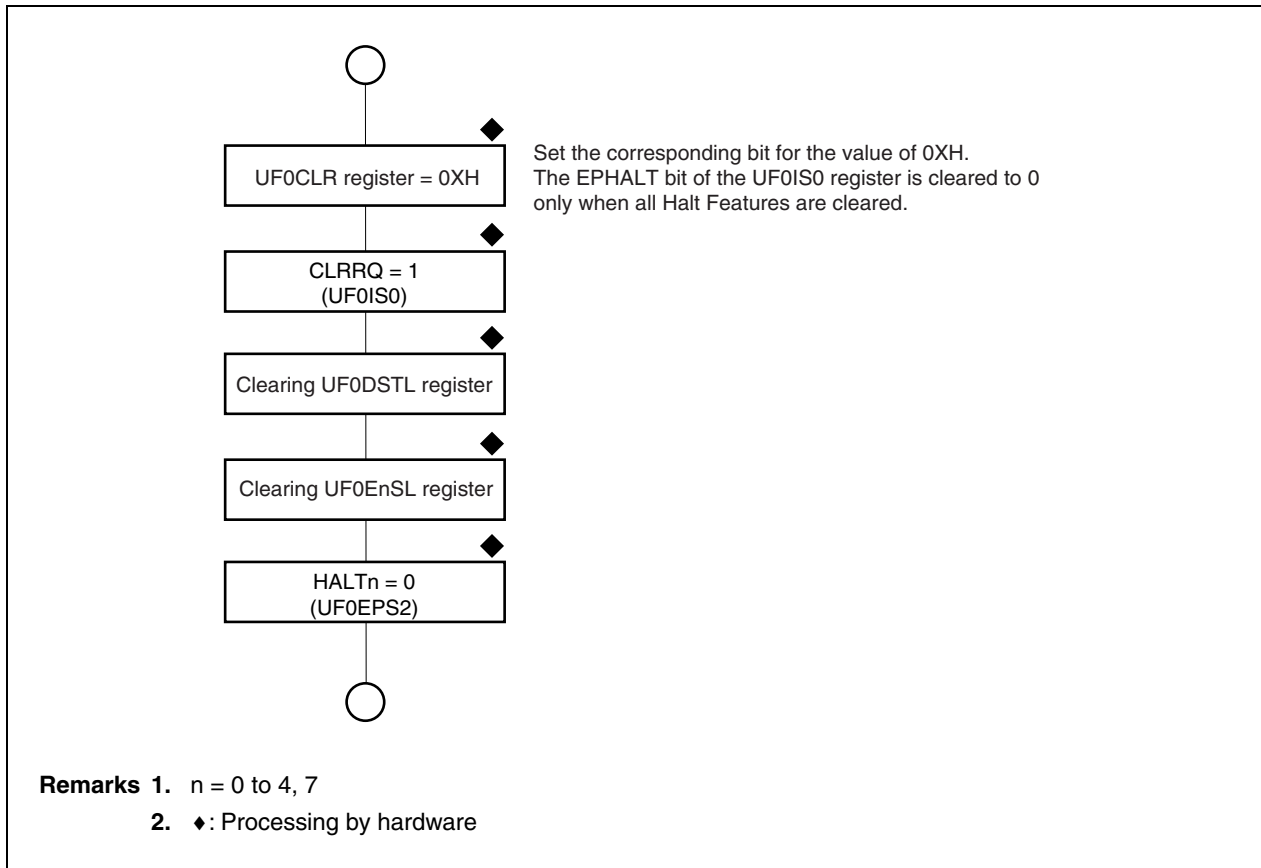 UF0CLR register = 0XH
Set the corresponding bit for the value of 0XH.
The EPHALT bit of the UF0IS0 register is cleared to 0
only when all Halt Features are cleared.
CLRRQ = 1
(UF0IS0)
Clearing UF0DSTL register
Clearing UF0EnSL register
HALTn = 0
(UF0EPS2)
Remarks 1. n = 0 to 4, 7
2. ♦: Processing by hardware